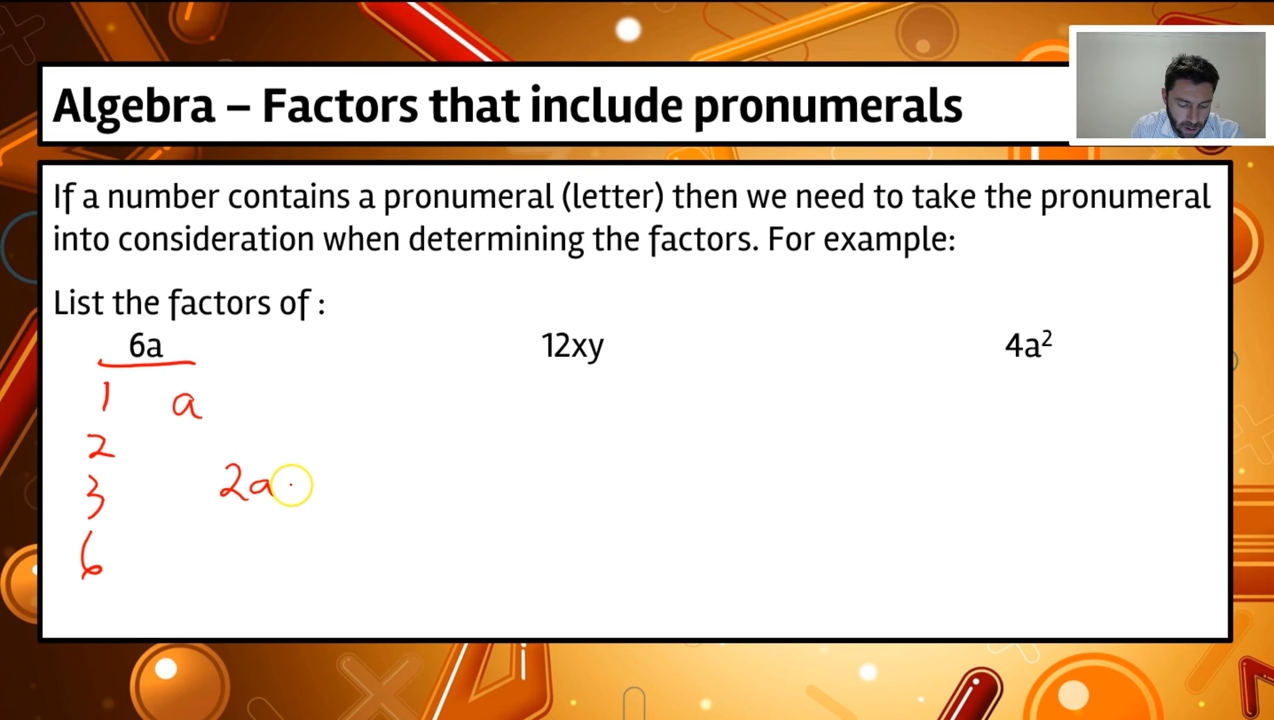 Algebra – Factors that include pronumerals
If a number contains a pronumeral (letter) then we need to take the pronumeral
into consideration when determining the factors. For example:
List the factors of :
6a 12xy 4a²
1 a
2
3 2a
6